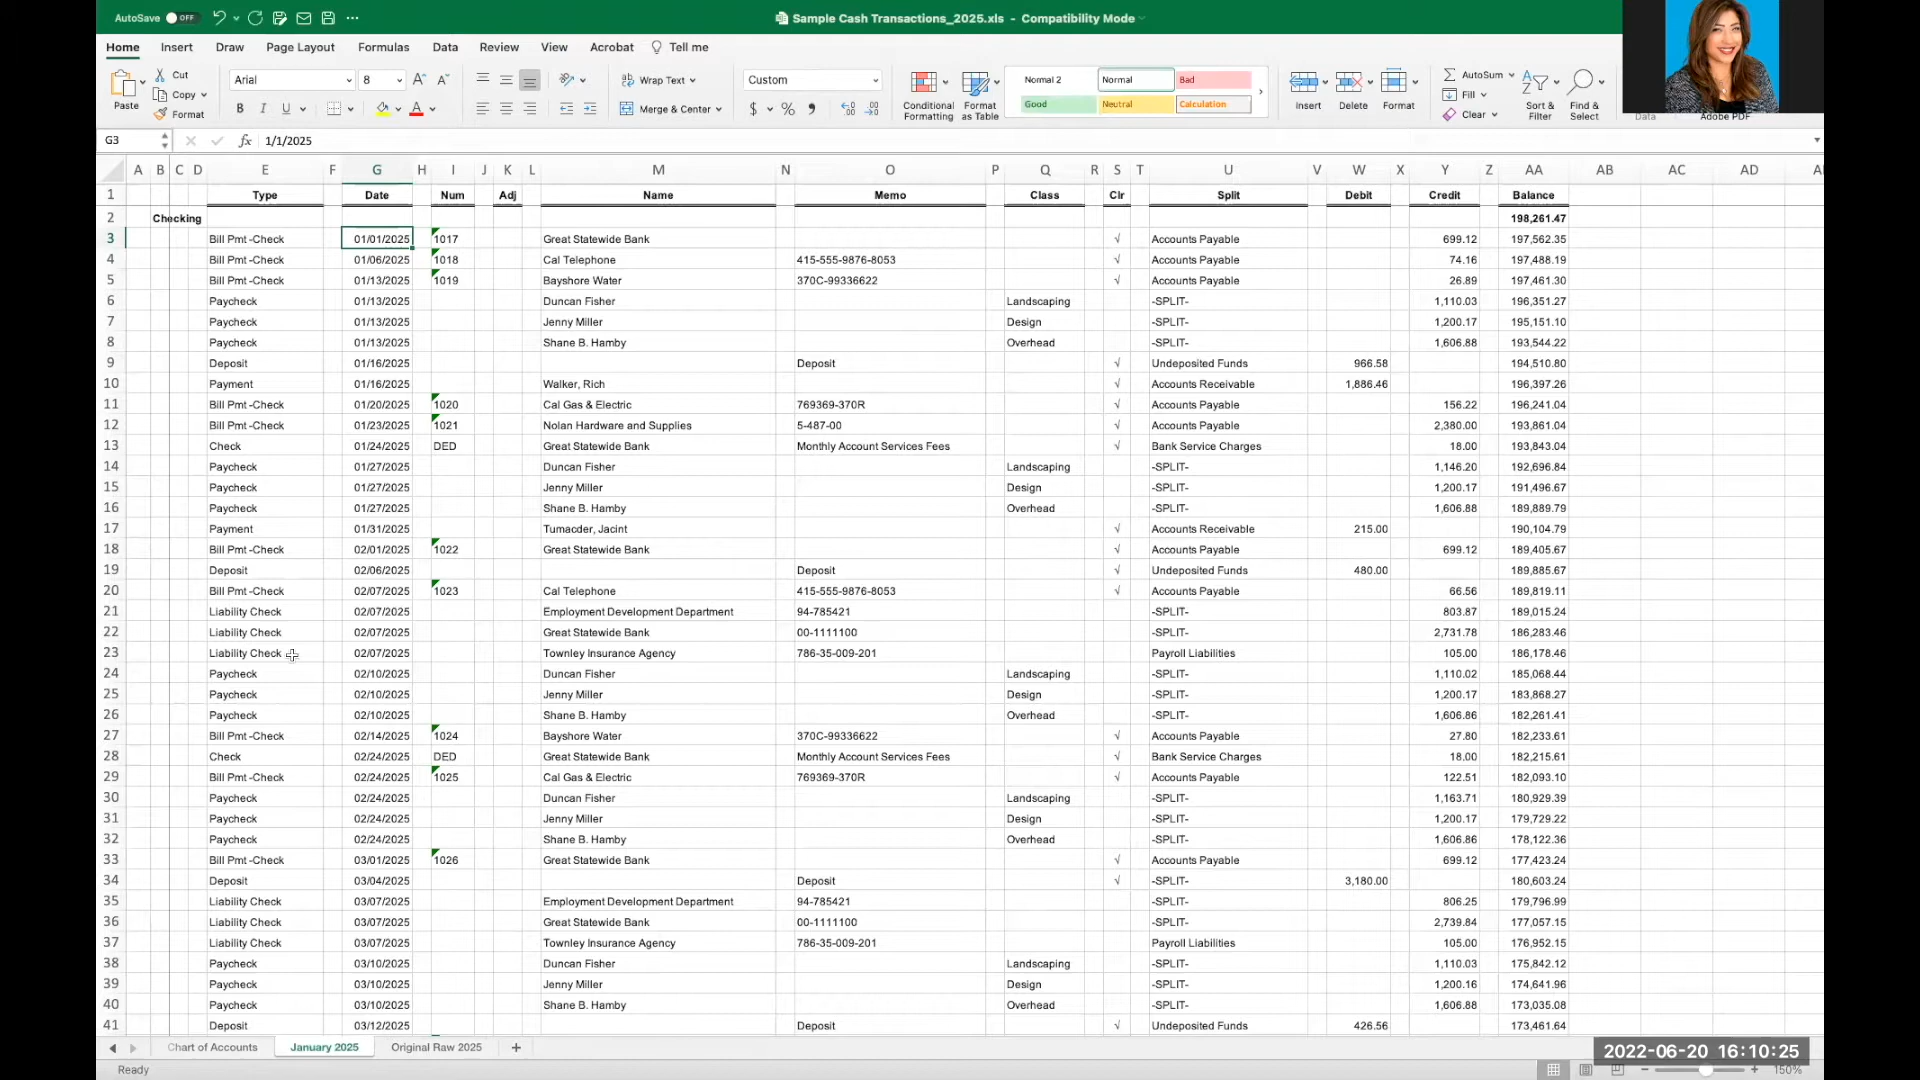 AutoSave OFF Sample Cash Transactions_2025.xls - Compatibility Mode
Home Insert Draw Page Layout Formulas Data Review View Acrobat Tell me
Paste Cut Copy Format Arial 8 Wrap Text Merge & Center Custom Conditional Formatting Format as Table Normal 2 Normal Bad Good Neutral Calculation Insert Delete Format AutoSum Fill Clear Sort & Filter Find & Select Data Adobe PDF
G3 fx 1/1/2025
A B C D E F G H I J K L M N O P Q R S T U V W X Y Z AA AB AC AD
1 Type Date Num Adj Name Memo Class Clr Split Debit Credit Balance
2 Checking 198,261.47
3 Bill Pmt -Check 01/01/2025 1017 Great Statewide Bank √ Accounts Payable 699.12 197,562.35
4 Bill Pmt -Check 01/06/2025 1018 Cal Telephone 415-555-9876-8053 √ Accounts Payable 74.16 197,488.19
5 Bill Pmt -Check 01/13/2025 1019 Bayshore Water 370C-99336622 √ Accounts Payable 26.89 197,461.30
6 Paycheck 01/13/2025 Duncan Fisher Landscaping -SPLIT- 1,110.03 196,351.27
7 Paycheck 01/13/2025 Jenny Miller Design -SPLIT- 1,200.17 195,151.10
8 Paycheck 01/13/2025 Shane B. Hamby Overhead -SPLIT- 1,606.88 193,544.22
9 Deposit 01/16/2025 Deposit √ Undeposited Funds 966.58 194,510.80
10 Payment 01/16/2025 Walker, Rich √ Accounts Receivable 1,886.46 196,397.26
11 Bill Pmt -Check 01/20/2025 1020 Cal Gas & Electric 769369-370R √ Accounts Payable 156.22 196,241.04
12 Bill Pmt -Check 01/23/2025 1021 Nolan Hardware and Supplies 5-487-00 √ Accounts Payable 2,380.00 193,861.04
13 Check 01/24/2025 DED Great Statewide Bank Monthly Account Services Fees √ Bank Service Charges 18.00 193,843.04
14 Paycheck 01/27/2025 Duncan Fisher Landscaping -SPLIT- 1,146.20 192,696.84
15 Paycheck 01/27/2025 Jenny Miller Design -SPLIT- 1,200.17 191,496.67
16 Paycheck 01/27/2025 Shane B. Hamby Overhead -SPLIT- 1,606.88 189,889.79
17 Payment 01/31/2025 Tumacder, Jacint √ Accounts Receivable 215.00 190,104.79
18 Bill Pmt -Check 02/01/2025 1022 Great Statewide Bank √ Accounts Payable 699.12 189,405.67
19 Deposit 02/06/2025 Deposit √ Undeposited Funds 480.00 189,885.67
20 Bill Pmt -Check 02/07/2025 1023 Cal Telephone 415-555-9876-8053 √ Accounts Payable 66.56 189,819.11
21 Liability Check 02/07/2025 Employment Development Department 94-785421 -SPLIT- 803.87 189,015.24
22 Liability Check 02/07/2025 Great Statewide Bank 00-1111100 -SPLIT- 2,731.78 186,283.46
23 Liability Check 02/07/2025 Townley Insurance Agency 786-35-009-201 Payroll Liabilities 105.00 186,178.46
24 Paycheck 02/10/2025 Duncan Fisher Landscaping -SPLIT- 1,110.02 185,068.44
25 Paycheck 02/10/2025 Jenny Miller Design -SPLIT- 1,200.17 183,868.27
26 Paycheck 02/10/2025 Shane B. Hamby Overhead -SPLIT- 1,606.86 182,261.41
27 Bill Pmt -Check 02/14/2025 1024 Bayshore Water 370C-99336622 √ Accounts Payable 27.80 182,233.61
28 Check 02/24/2025 DED Great Statewide Bank Monthly Account Services Fees √ Bank Service Charges 18.00 182,215.61
29 Bill Pmt -Check 02/24/2025 1025 Cal Gas & Electric 769369-370R √ Accounts Payable 122.51 182,093.10
30 Paycheck 02/24/2025 Duncan Fisher Landscaping -SPLIT- 1,163.71 180,929.39
31 Paycheck 02/24/2025 Jenny Miller Design -SPLIT- 1,200.17 179,729.22
32 Paycheck 02/24/2025 Shane B. Hamby Overhead -SPLIT- 1,606.86 178,122.36
33 Bill Pmt -Check 03/01/2025 1026 Great Statewide Bank √ Accounts Payable 699.12 177,423.24
34 Deposit 03/04/2025 Deposit √ -SPLIT- 3,180.00 180,603.24
35 Liability Check 03/07/2025 Employment Development Department 94-785421 -SPLIT- 806.25 179,796.99
36 Liability Check 03/07/2025 Great Statewide Bank 00-1111100 -SPLIT- 2,739.84 177,057.15
37 Liability Check 03/07/2025 Townley Insurance Agency 786-35-009-201 Payroll Liabilities 105.00 176,952.15
38 Paycheck 03/10/2025 Duncan Fisher Landscaping -SPLIT- 1,110.03 175,842.12
39 Paycheck 03/10/2025 Jenny Miller Design -SPLIT- 1,200.16 174,641.96
40 Paycheck 03/10/2025 Shane B. Hamby Overhead -SPLIT- 1,606.88 173,035.08
41 Deposit 03/12/2025 Deposit √ Undeposited Funds 426.56 173,461.64
Chart of Accounts January 2025 Original Raw 2025 +
2022-06-20 16:10:25
Ready 150%